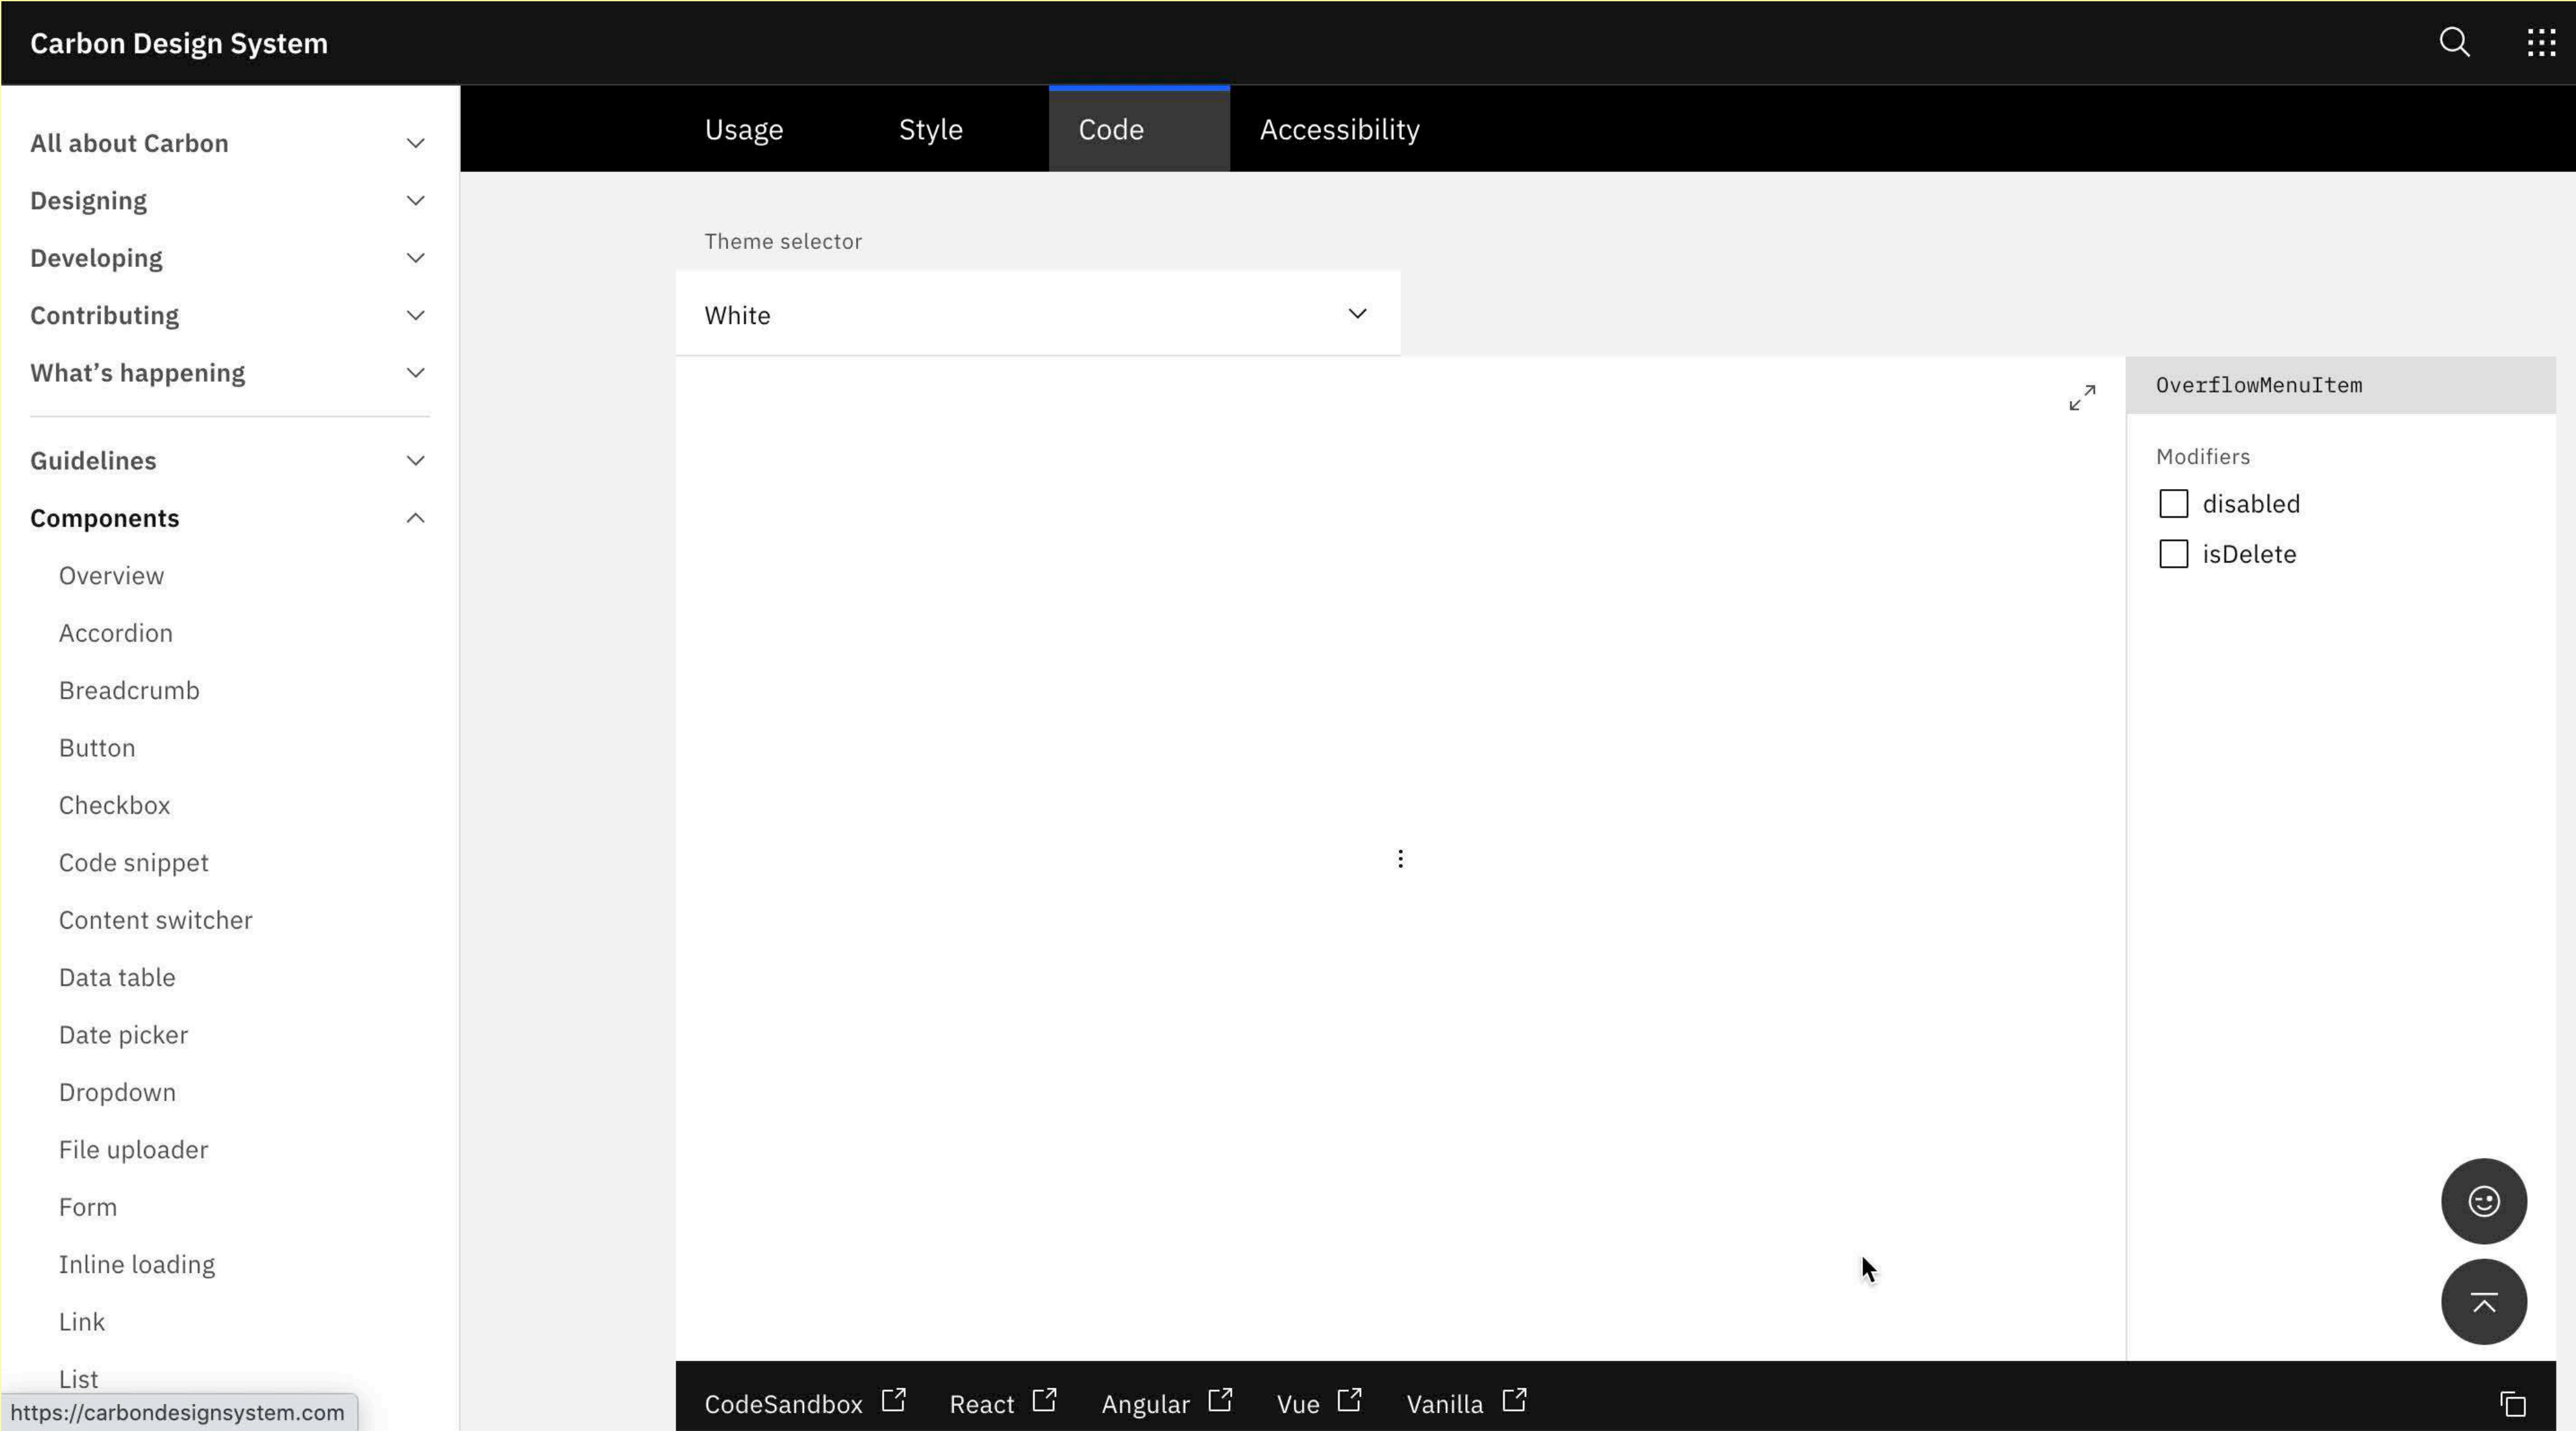 Carbon Design System
All about Carbon
Designing
Developing
Contributing
What’s happening
Guidelines
Components
Overview
Accordion
Breadcrumb
Button
Checkbox
Code snippet
Content switcher
Data table
Date picker
Dropdown
File uploader
Form
Inline loading
Link
List
https://carbondesignsystem.com
Usage Style Code Accessibility
Theme selector
White
OverflowMenuItem
Modifiers
disabled
isDelete
CodeSandbox React Angular Vue Vanilla